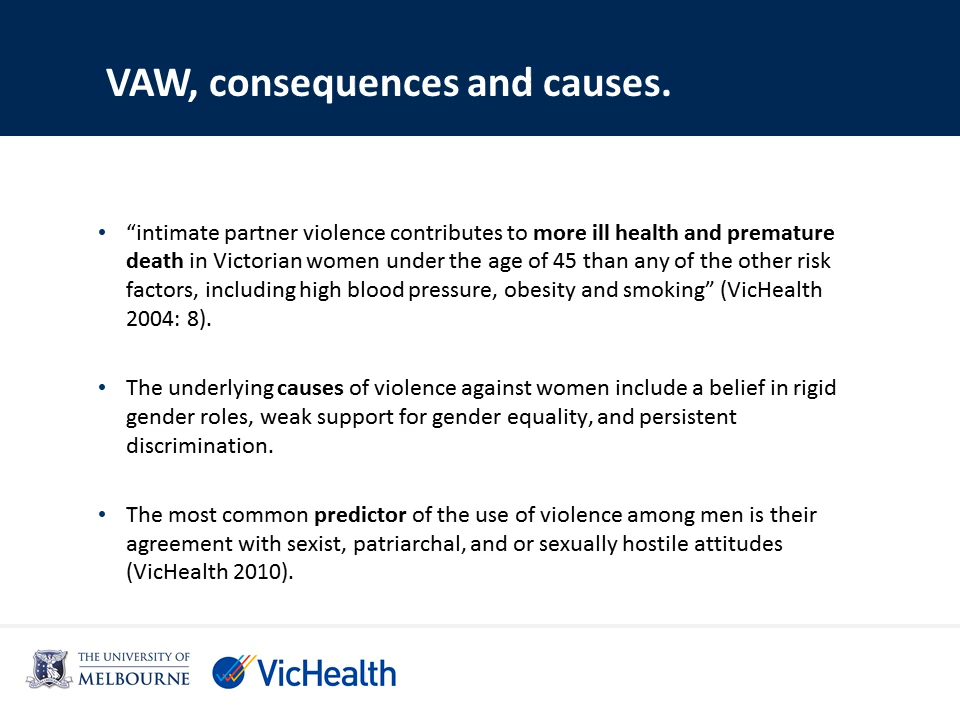 VAW, consequences and causes.
• “intimate partner violence contributes to more ill health and premature
death in Victorian women under the age of 45 than any of the other risk
factors, including high blood pressure, obesity and smoking” (VicHealth
2004: 8).
• The underlying causes of violence against women include a belief in rigid
gender roles, weak support for gender equality, and persistent
discrimination.
• The most common predictor of the use of violence among men is their
agreement with sexist, patriarchal, and or sexually hostile attitudes
(VicHealth 2010).
THE UNIVERSITY OF
MELBOURNE
VicHealth